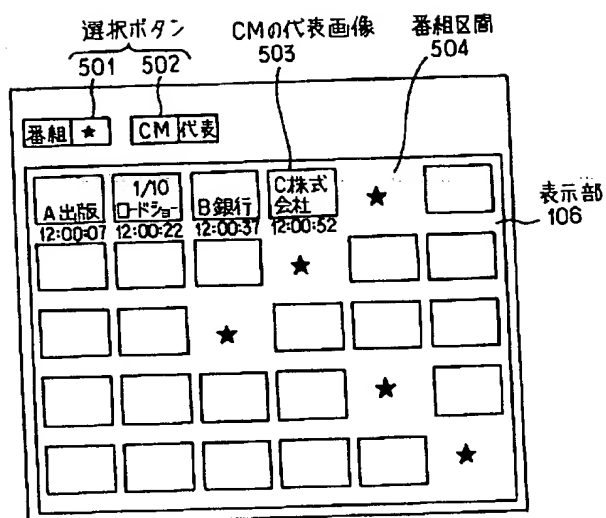 選択ボタン
501 502
CMの代表画像
503
番組区間
504
番組 ★ CM 代表
A出版
1/10
ロードショー
B銀行
C株式
会社
★
表示部
106
12:00:07 12:00:22 12:00:37 12:00:52
★
★
★
★